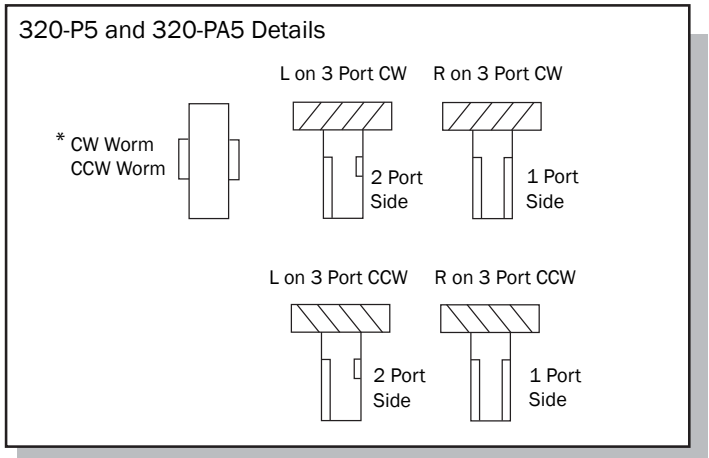 320-P5 and 320-PA5 Details
L on 3 Port CW
R on 3 Port CW
* CW Worm
CCW Worm
2 Port
Side
1 Port
Side
L on 3 Port CCW
R on 3 Port CCW
2 Port
Side
1 Port
Side